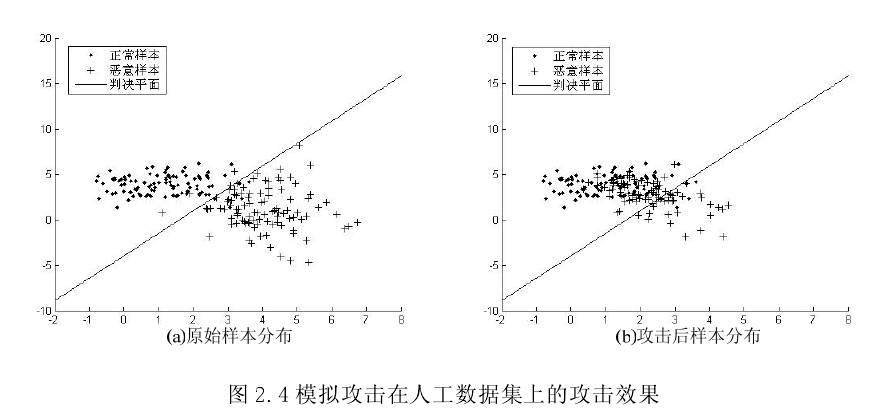 20
15
10
5
0
-5
-10
正常样本
恶意样本
判决平面
-2 -1 0 1 2 3 4 5 6 7 8
(a)原始样本分布
20
15
10
5
0
-5
-10
正常样本
恶意样本
判决平面
-2 -1 0 1 2 3 4 5 6 7 8
(b)攻击后样本分布
图 2.4 模拟攻击在人工数据集上的攻击效果